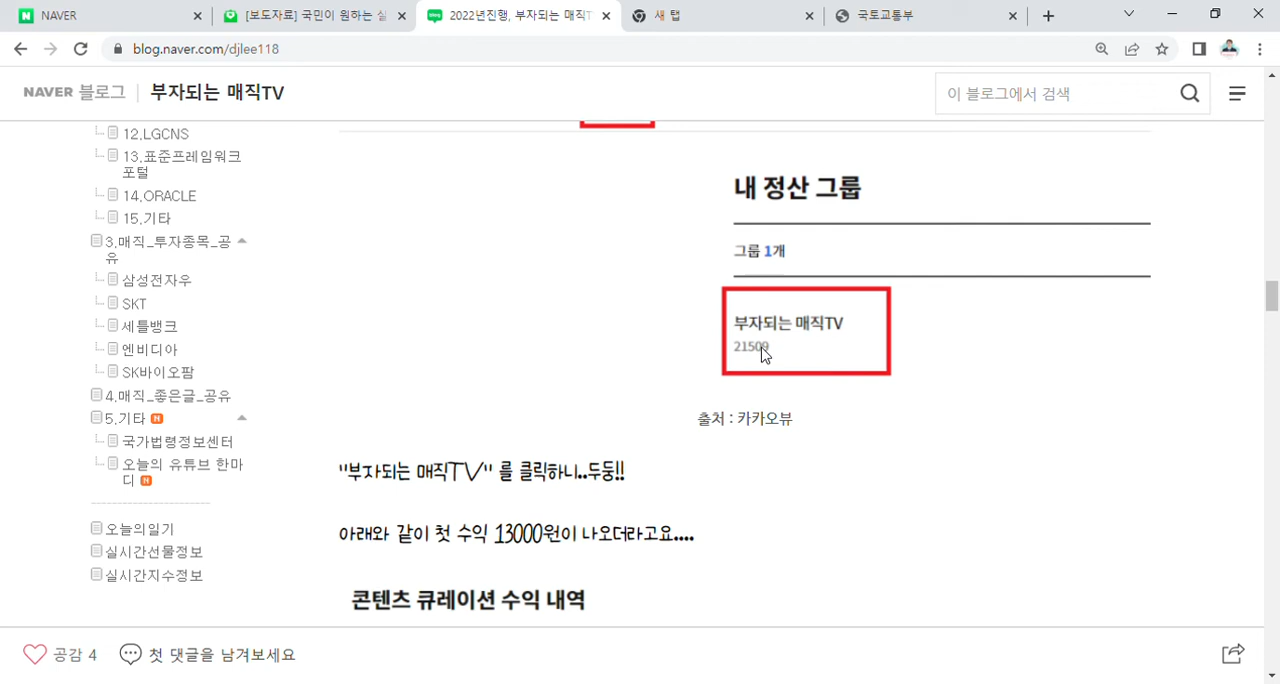 NAVER
[보도자료] 국민이 원하는 실
2022년진행, 부자되는 매직T
새 탭
국토교통부
blog.naver.com/djlee118
NAVER 블로그
부자되는 매직TV
이 블로그에서 검색
12.LGCNS
13.표준프레임워크
포털
14.ORACLE
15.기타
3.매직_투자종목_공
유
삼성전자우
SKT
세틀뱅크
엔비디아
SK바이오팜
4.매직_좋은글_공유
5.기타 N
국가법령정보센터
오늘의 유튜브 한마
디 N
오늘의일기
실시간선물정보
실시간지수정보
내 정산 그룹
그룹 1개
부자되는 매직TV
21509
출처 : 카카오뷰
"부자되는 매직TV" 를 클릭하니..두둥!!
아래와 같이 첫 수익 13000원이 나오더라고요....
콘텐츠 큐레이션 수익 내역
공감 4
첫 댓글을 남겨보세요